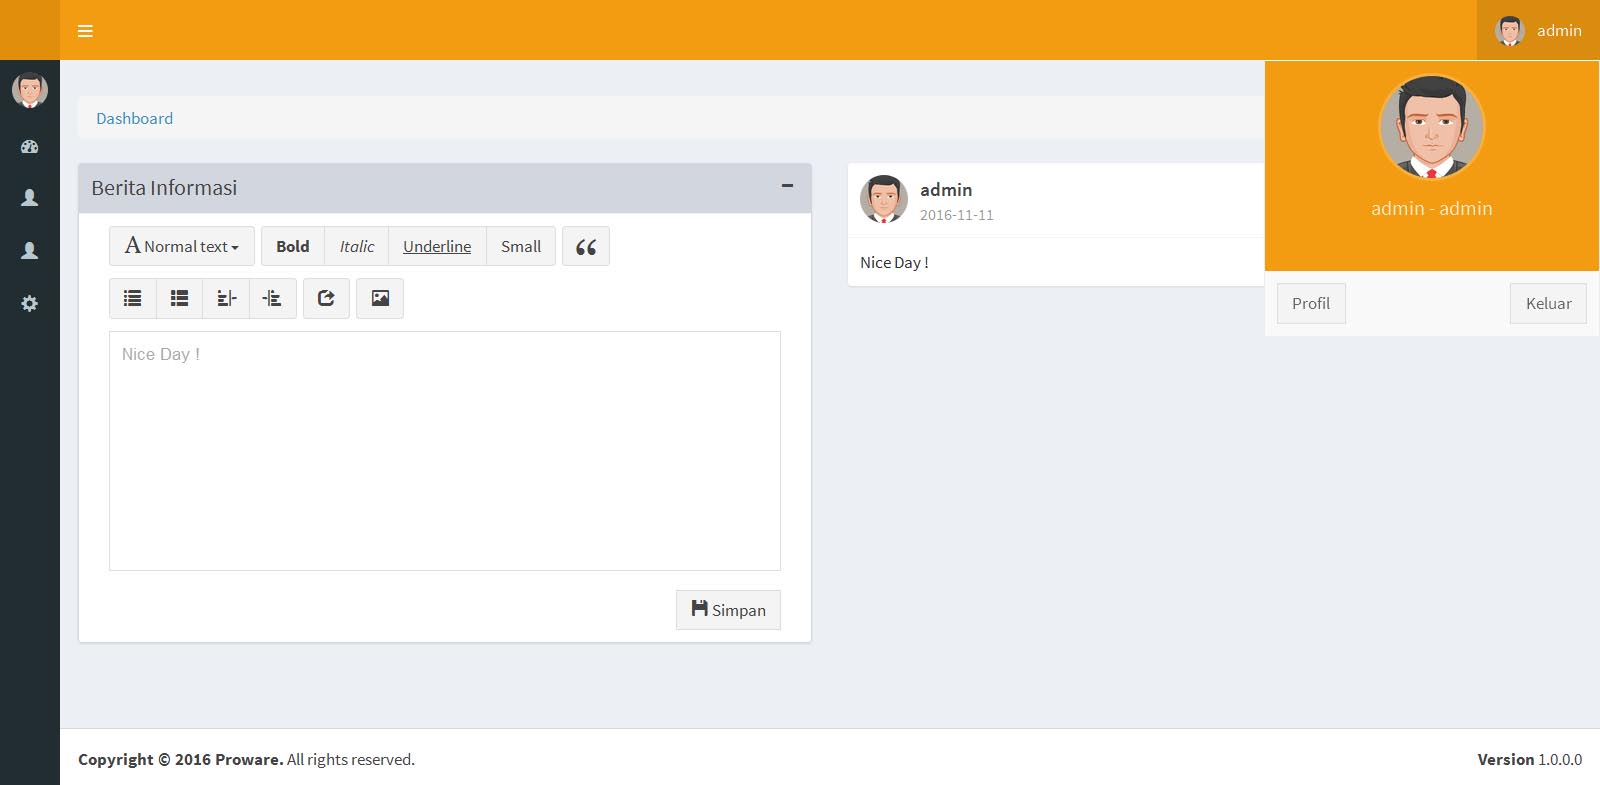 admin
Dashboard
Berita Informasi
A Normal text
Bold Italic Underline Small
Nice Day !
Simpan
admin
2016-11-11
Nice Day !
admin - admin
Profil Keluar
Copyright © 2016 Proware. All rights reserved. Version 1.0.0.0